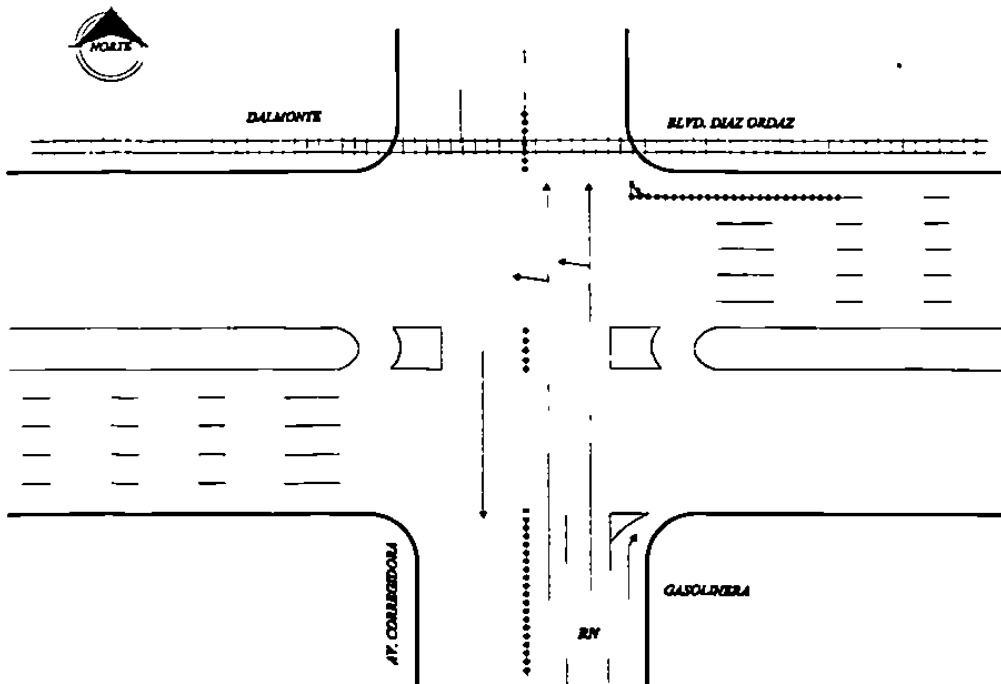 NORTE
DALMONTE
BLVD. DIAZ ORDAZ
AV. CORREGIDORA
GASOLINERA
RN